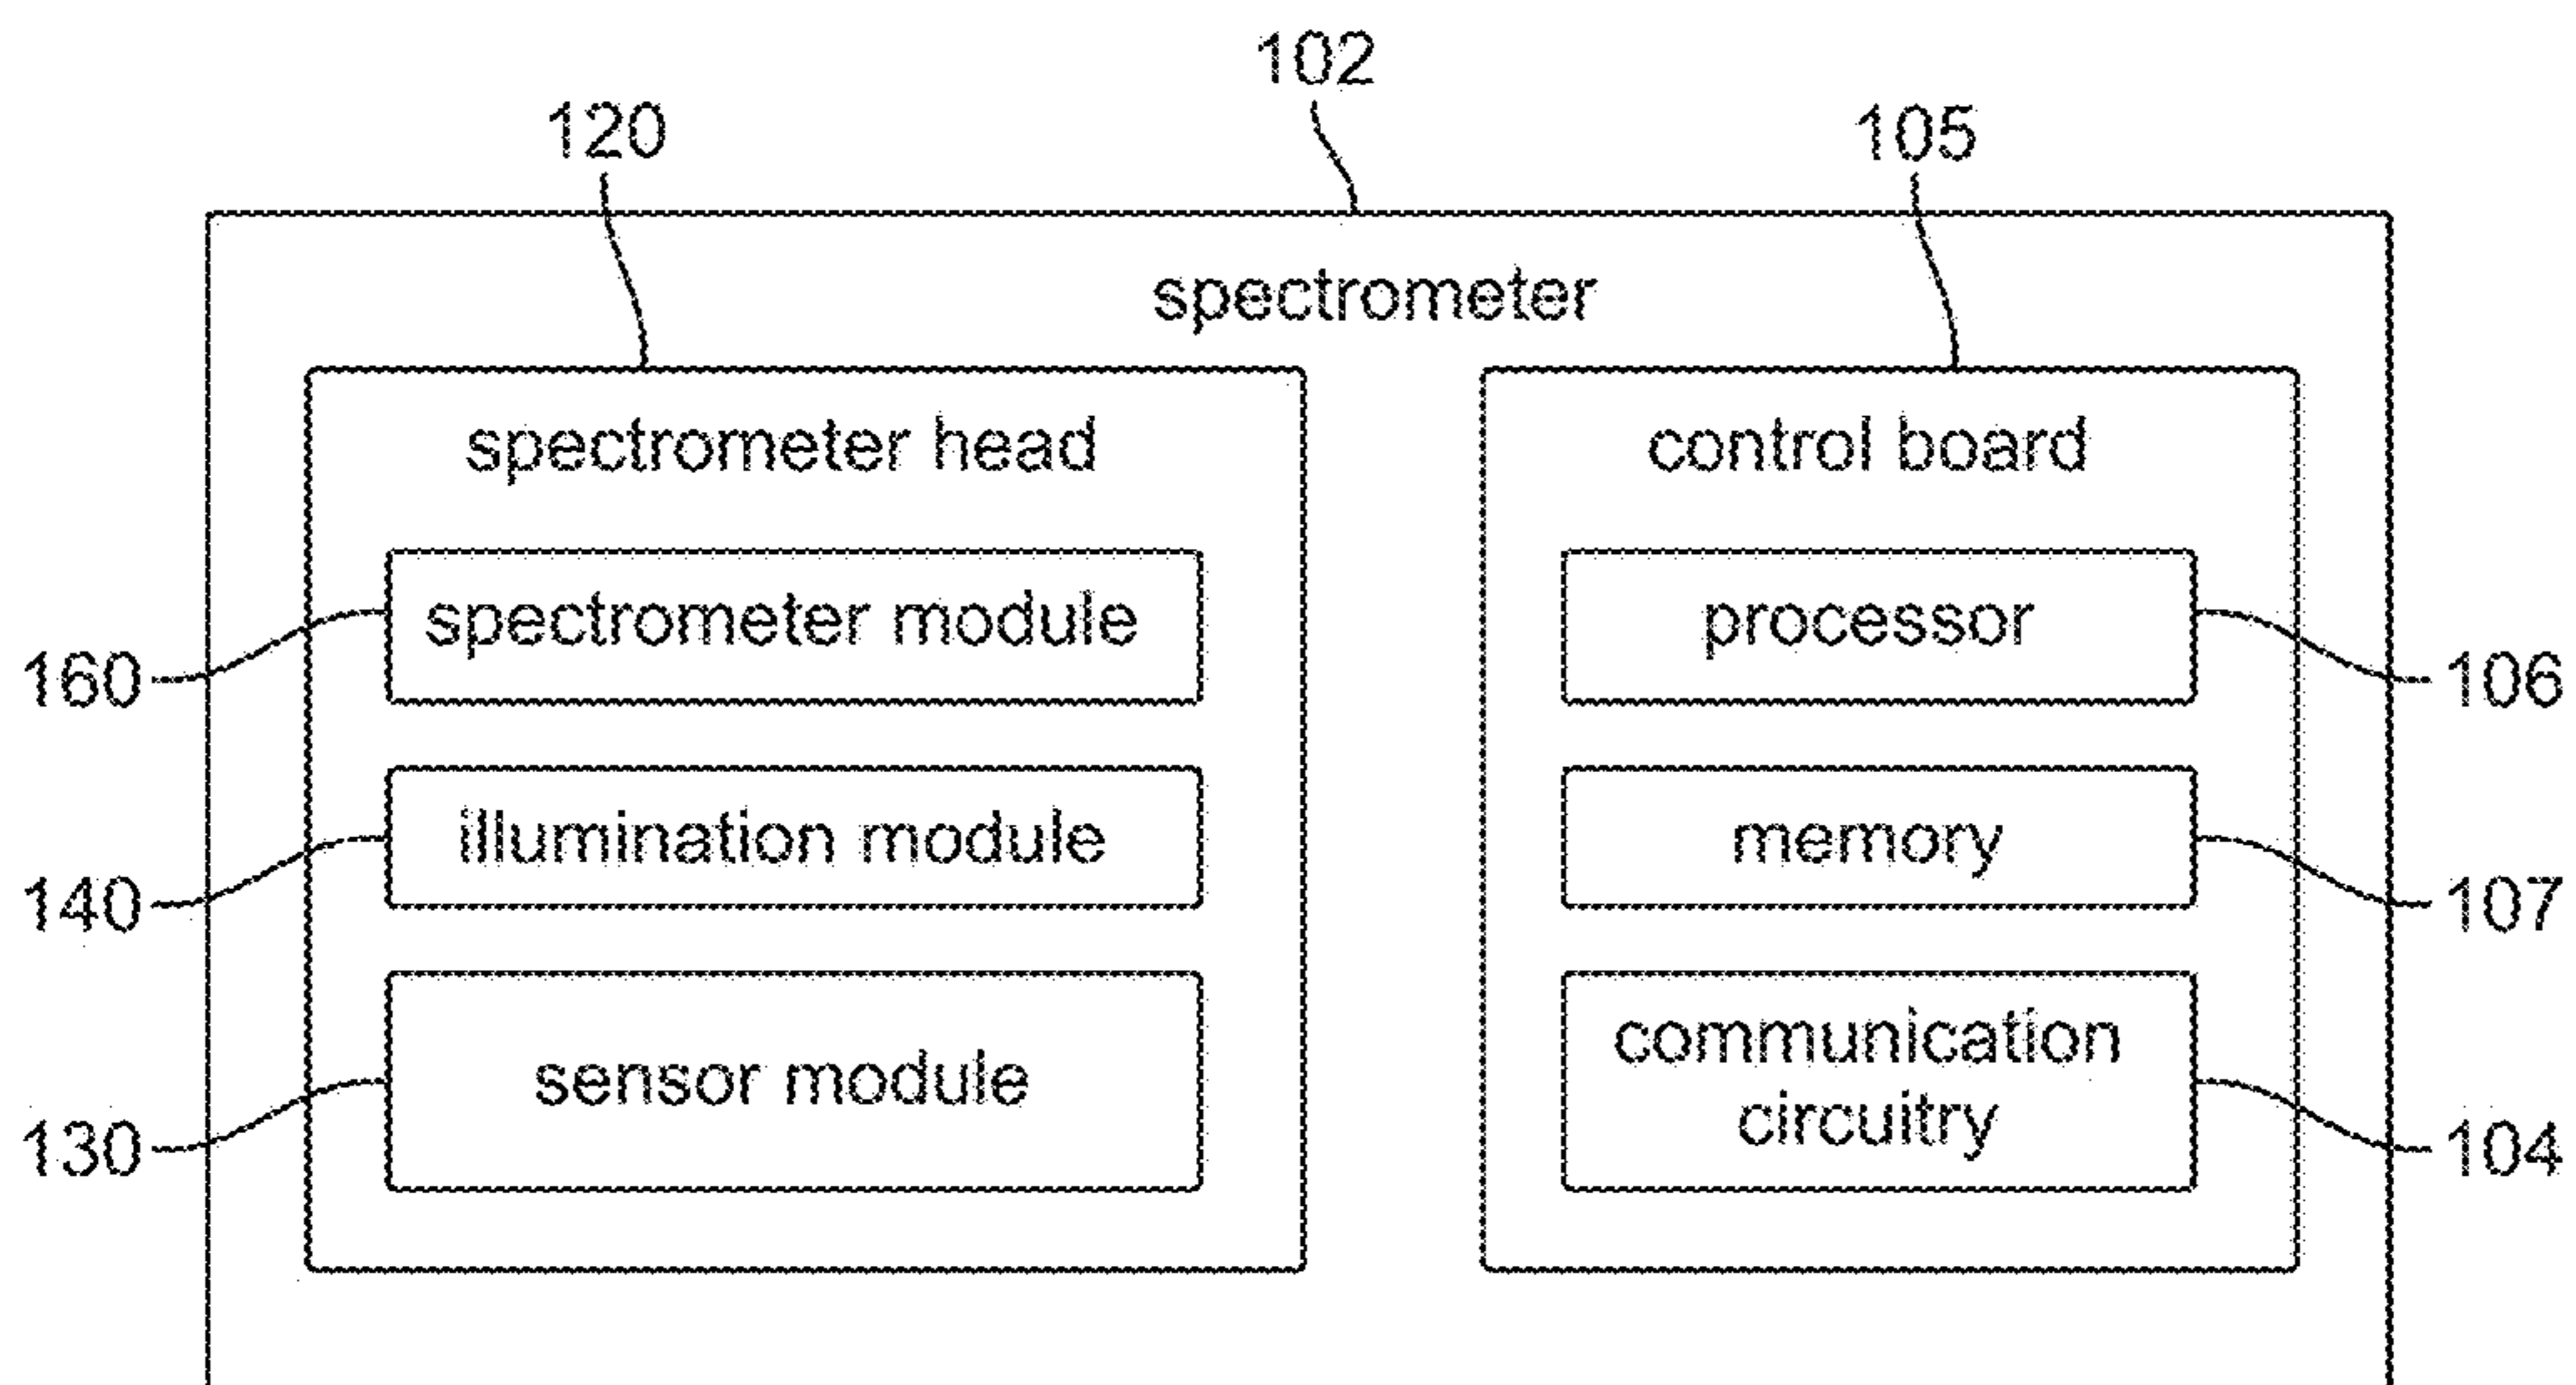 102
120
105
spectrometer
spectrometer head
control board
spectrometer module
processor
160
106
illumination module
memory
140
107
sensor module
communication
circuitry
130
104